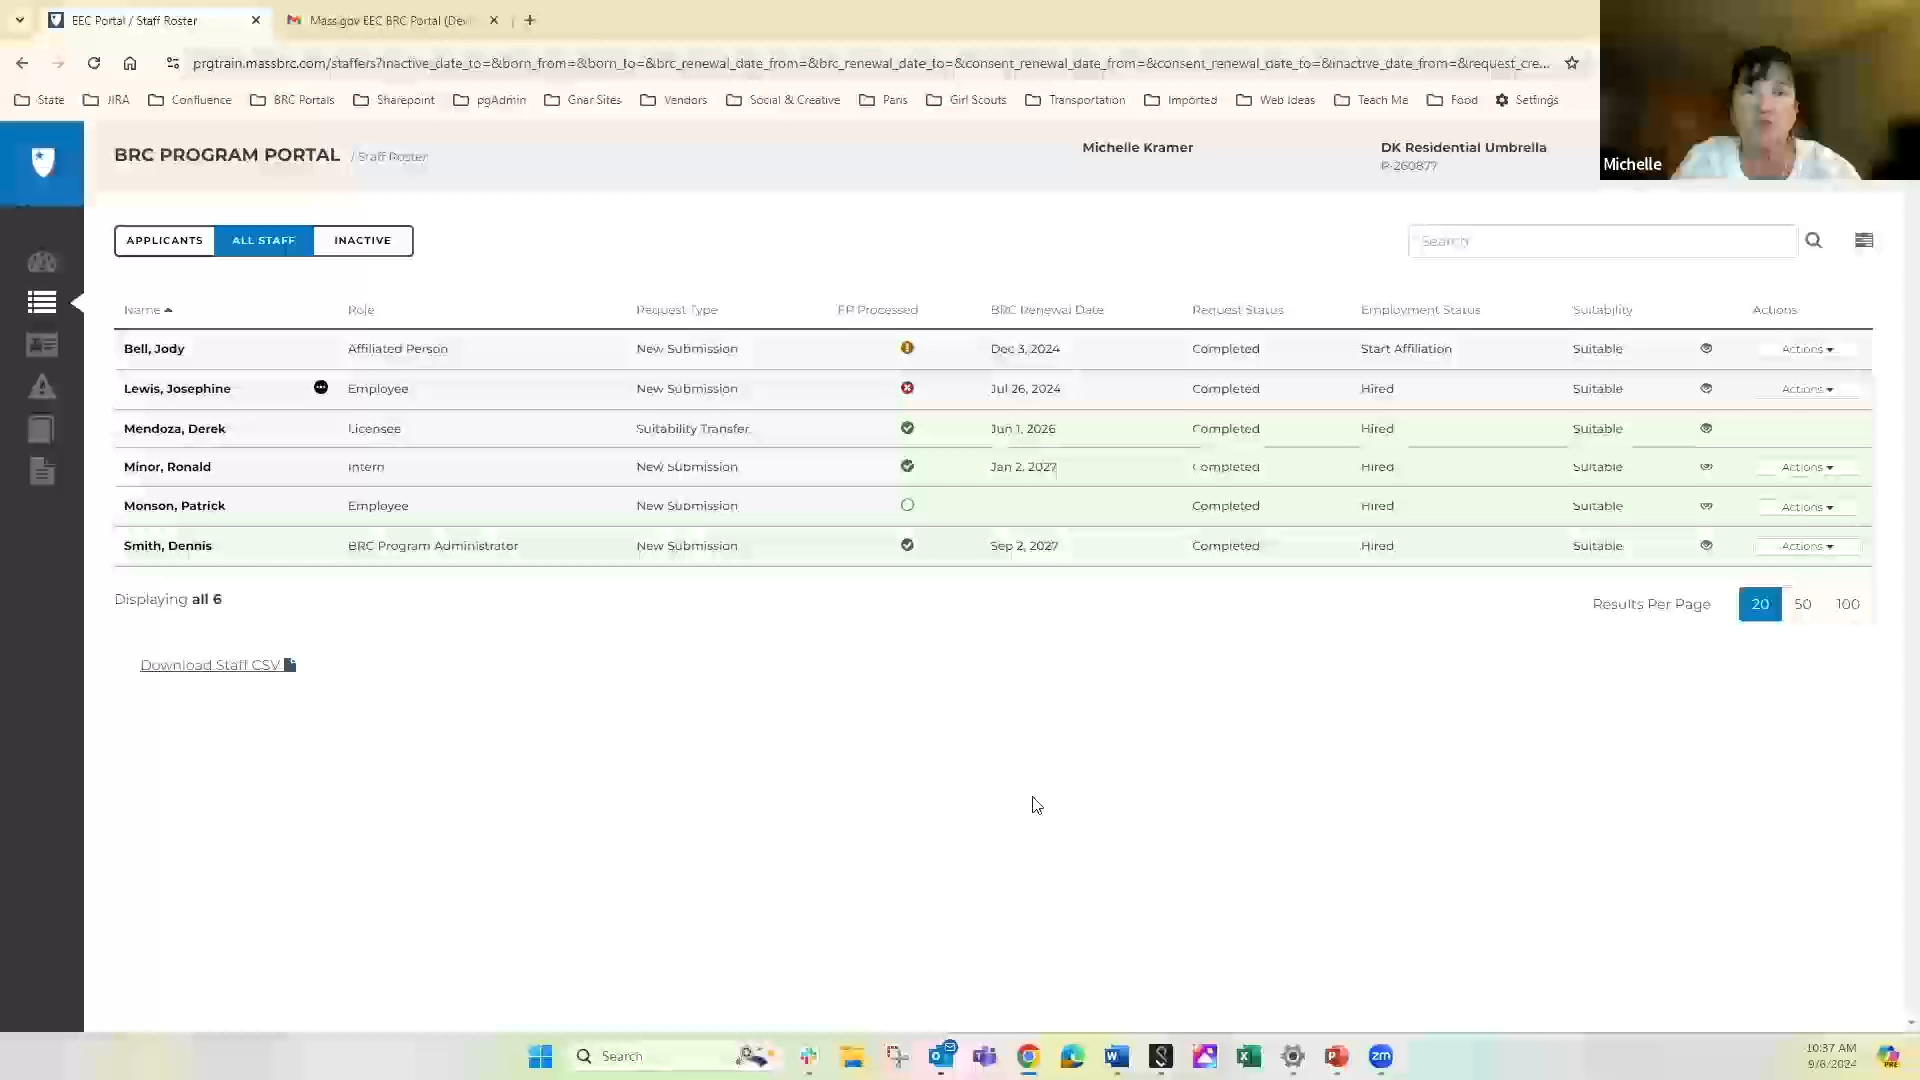 EEC Portal / Staff Roster
Mass.gov EEC BRC Portal (Dev
prgtrain.massbrc.com/staffers?inactive_date_to=&born_from=&born_to=&brc_renewal_date_from=&brc_renewal_date_to=&consent_renewal_date_from=&consent_renewal_date_to=&inactive_date_from=&request_cre...
State JIRA Confluence BRC Portals Sharepoint pgAdmin Gnar Sites Vendors Social & Creative Paris Girl Scouts Transportation Imported Web Ideas Teach Me Food Settings
Michelle
BRC PROGRAM PORTAL / Staff Roster
Michelle Kramer
DK Residential Umbrella
P-260877
APPLICANTS ALL STAFF INACTIVE
Search
Name Role Request Type FP Processed BRC Renewal Date Request Status Employment Status Suitability Actions
Bell, Jody Affiliated Person New Submission Dec 3, 2024 Completed Start Affiliation Suitable Actions
Lewis, Josephine Employee New Submission Jul 26, 2024 Completed Hired Suitable Actions
Mendoza, Derek Licensee Suitability Transfer Jun 1, 2026 Completed Hired Suitable
Minor, Ronald Intern New Submission Jan 2, 2027 Completed Hired Suitable Actions
Monson, Patrick Employee New Submission Completed Hired Suitable Actions
Smith, Dennis BRC Program Administrator New Submission Sep 2, 2027 Completed Hired Suitable Actions
Displaying all 6
Results Per Page 20 50 100
Download Staff CSV
Search
zm
10:37 AM
9/6/2024
PRE